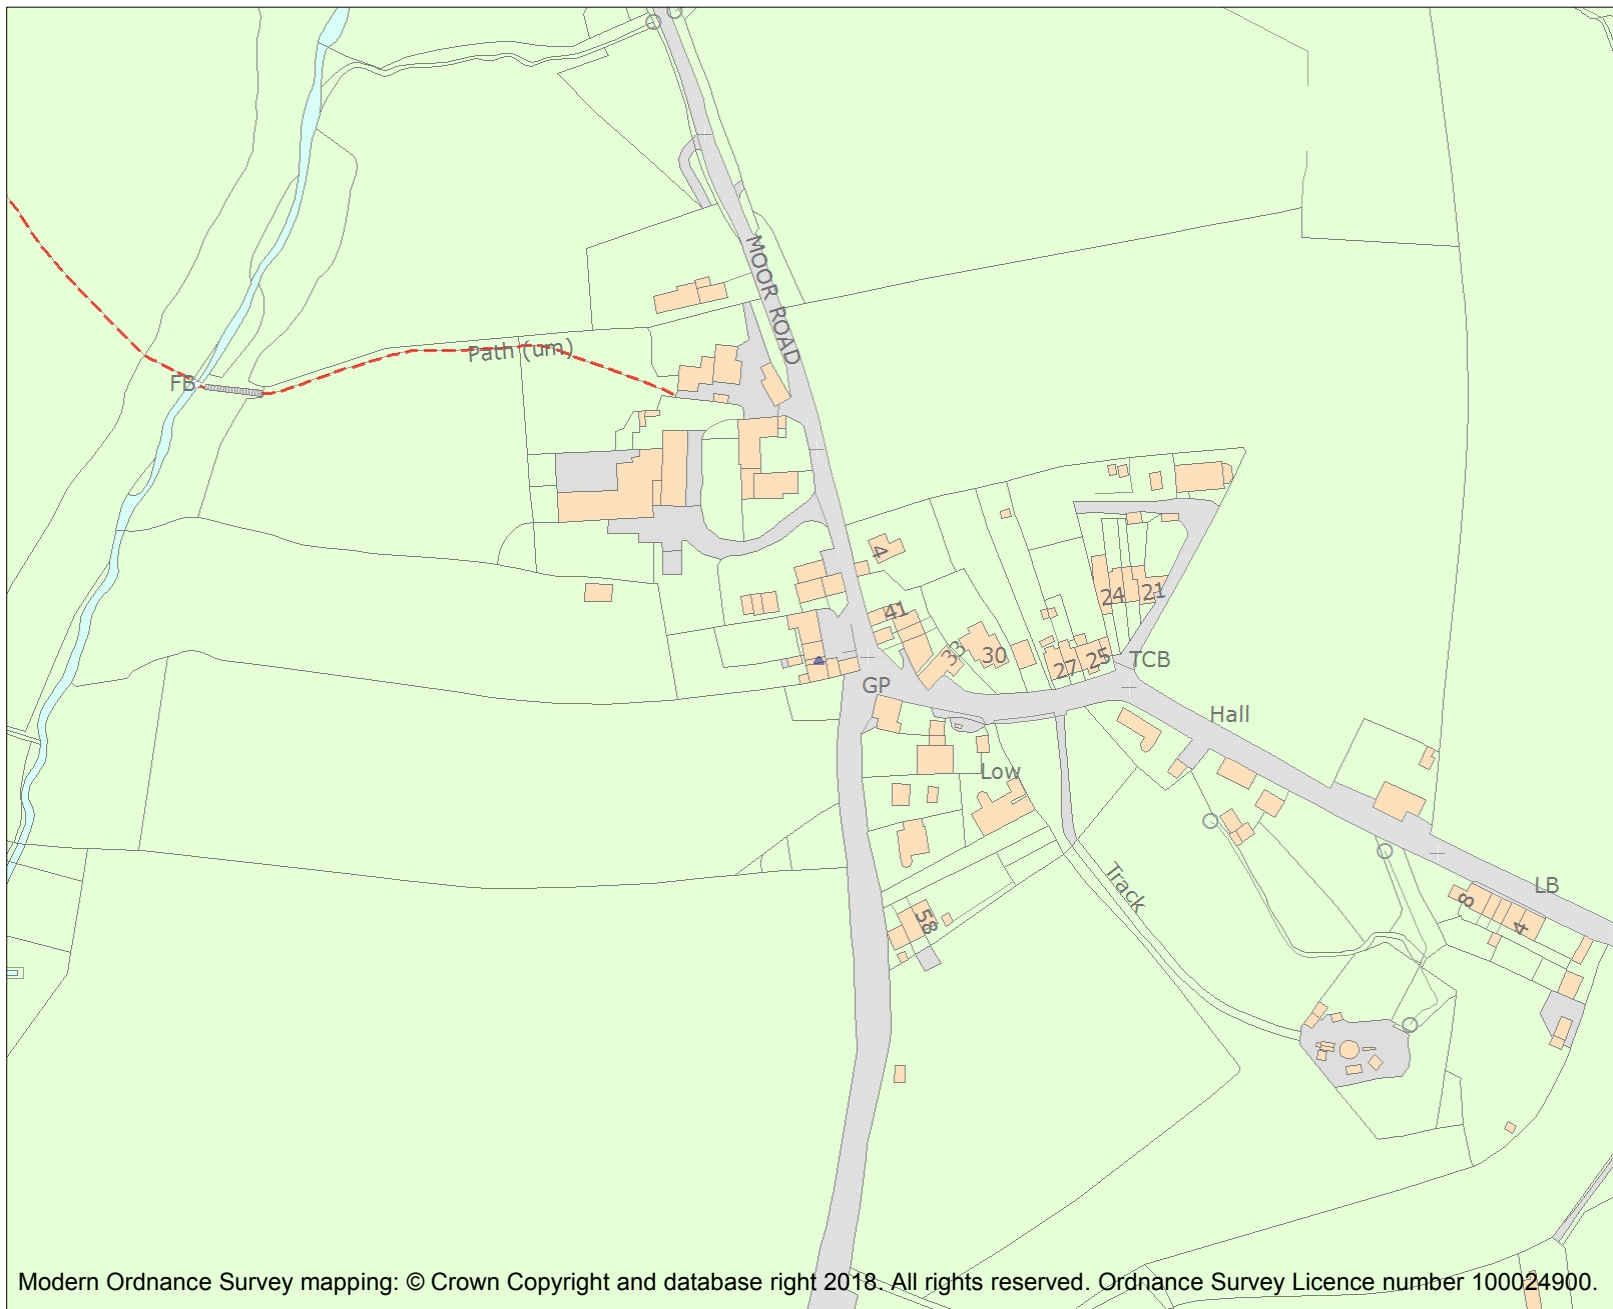 MOOR ROAD
Path (um)
FB
4
24
21
41
33
30
27
25
TCB
GP
Hall
Low
Track
58
8
4
LB
Modern Ordnance Survey mapping: © Crown Copyright and database right 2018. All rights reserved. Ordnance Survey Licence number 100024900.